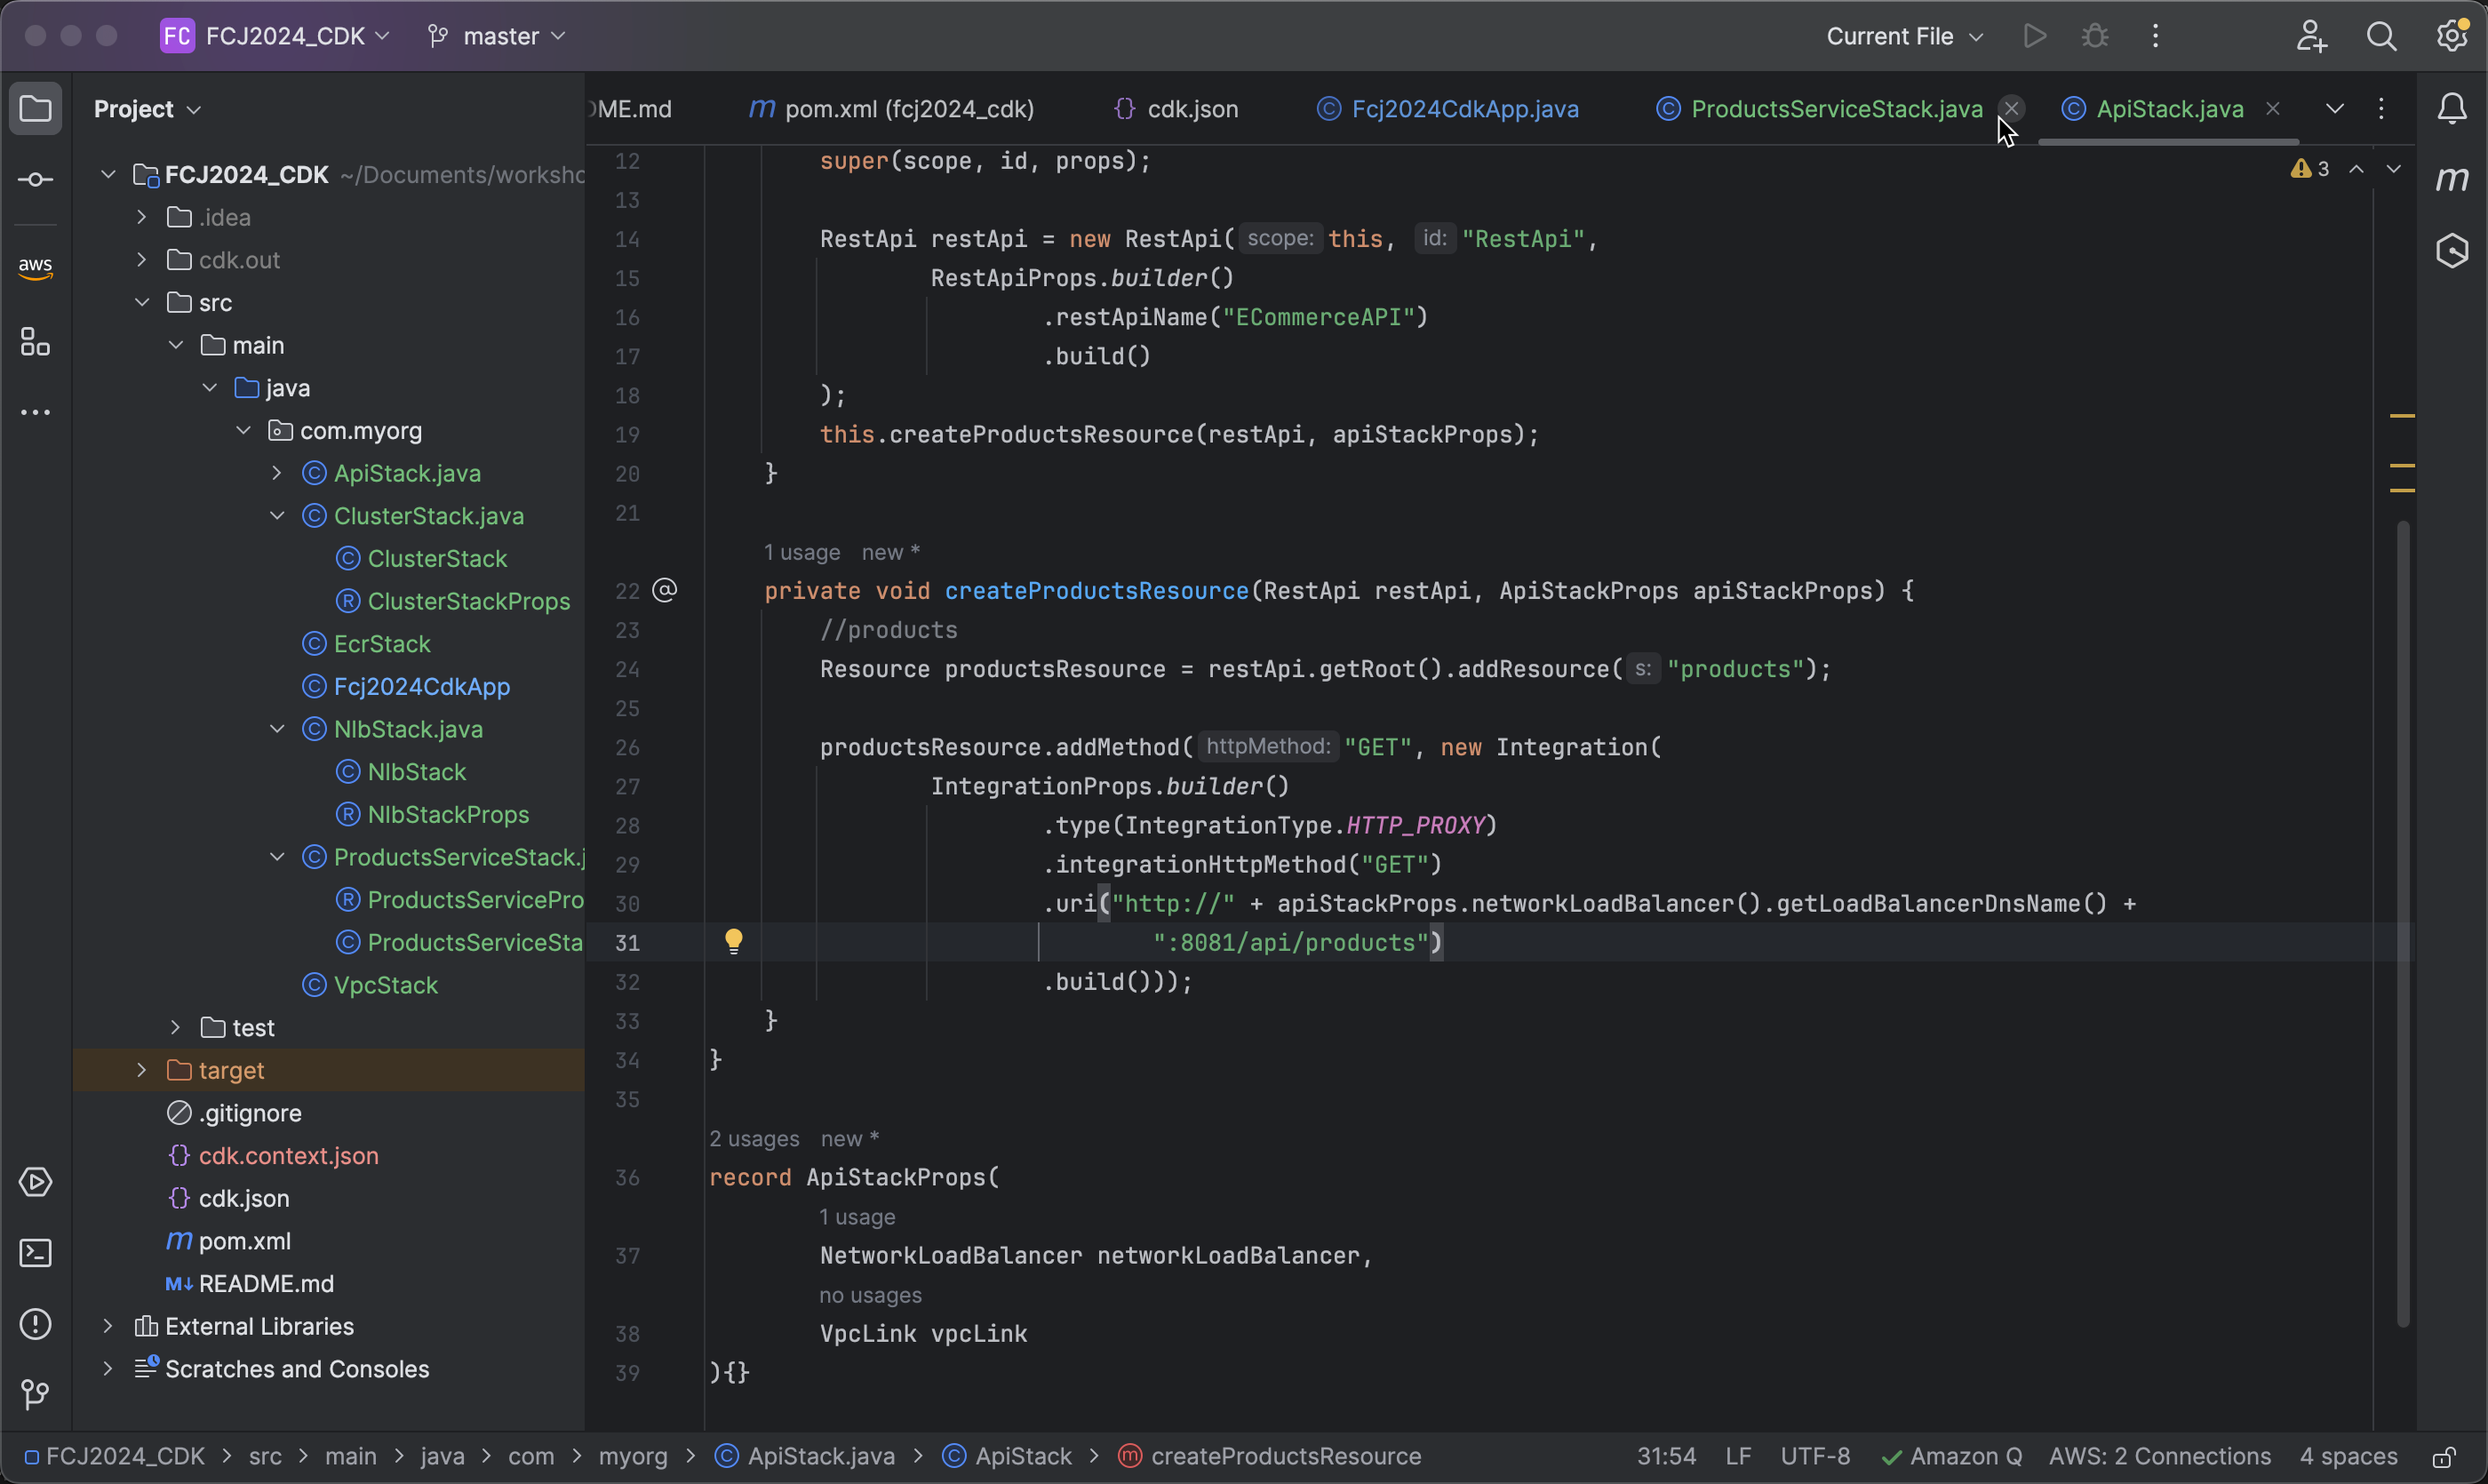 FC FCJ2024_CDK master Current File
Project
DME.md m pom.xml (fcj2024_cdk) {} cdk.json © Fcj2024CdkApp.java © ProductsServiceStack.java © ApiStack.java
aws
FCJ2024_CDK ~/Documents/worksho
.idea
cdk.out
src
main
java
com.myorg
© ApiStack.java
© ClusterStack.java
© ClusterStack
® ClusterStackProps
© EcrStack
© Fcj2024CdkApp
© NlbStack.java
© NlbStack
® NlbStackProps
© ProductsServiceStack.j
® ProductsServicePro
© ProductsServiceSta
© VpcStack
test
target
.gitignore
{} cdk.context.json
{} cdk.json
m pom.xml
M↓ README.md
External Libraries
Scratches and Consoles
3
m
12 super(scope, id, props);
13
14 RestApi restApi = new RestApi( scope: this, id: "RestApi",
15 RestApiProps.builder()
16 .restApiName("ECommerceAPI")
17 .build()
18 );
19 this.createProductsResource(restApi, apiStackProps);
20 }
21
1 usage new *
22 @ private void createProductsResource(RestApi restApi, ApiStackProps apiStackProps) {
23 //products
24 Resource productsResource = restApi.getRoot().addResource( s: "products");
25
26 productsResource.addMethod( httpMethod: "GET", new Integration(
27 IntegrationProps.builder()
28 .type(IntegrationType.HTTP_PROXY)
29 .integrationHttpMethod("GET")
30 .uri("http://" + apiStackProps.networkLoadBalancer().getLoadBalancerDnsName() +
31 ":8081/api/products")
32 .build()));
33 }
34 }
35
2 usages new *
36 record ApiStackProps(
1 usage
37 NetworkLoadBalancer networkLoadBalancer,
no usages
38 VpcLink vpcLink
39 ){}
FCJ2024_CDK > src > main > java > com > myorg > © ApiStack.java > © ApiStack > m createProductsResource 31:54 LF UTF-8 ✓ Amazon Q AWS: 2 Connections 4 spaces